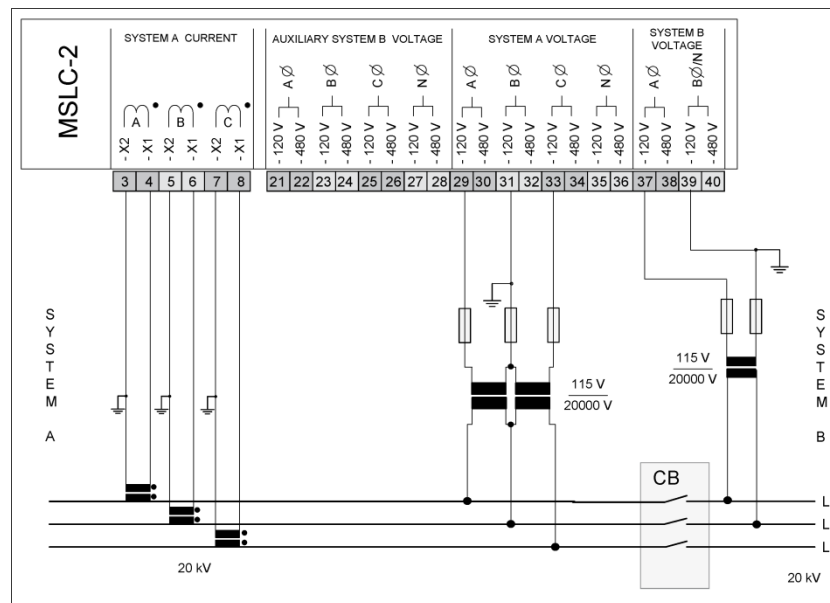 MSLC-2
SYSTEM A CURRENT
AUXILIARY SYSTEM B VOLTAGE
SYSTEM A VOLTAGE
SYSTEM B
VOLTAGE
A B C
A Ø B Ø C Ø N Ø
A Ø B Ø C Ø N Ø
A Ø BØ/N
- X2 - X1 - X2 - X1 - X2 - X1
- 120 V - 480 V - 120 V - 480 V - 120 V - 480 V - 120 V - 480 V
- 120 V - 480 V - 120 V - 480 V - 120 V - 480 V - 120 V - 480 V
- 120 V - 480 V - 120 V - 480 V
3 4 5 6 7 8
21 22 23 24 25 26 27 28 29 30 31 32 33 34 35 36 37 38 39 40
SYSTEM A
SYSTEM B
115 V
20000 V
115 V
20000 V
CB
L
L
L
20 kV
20 kV